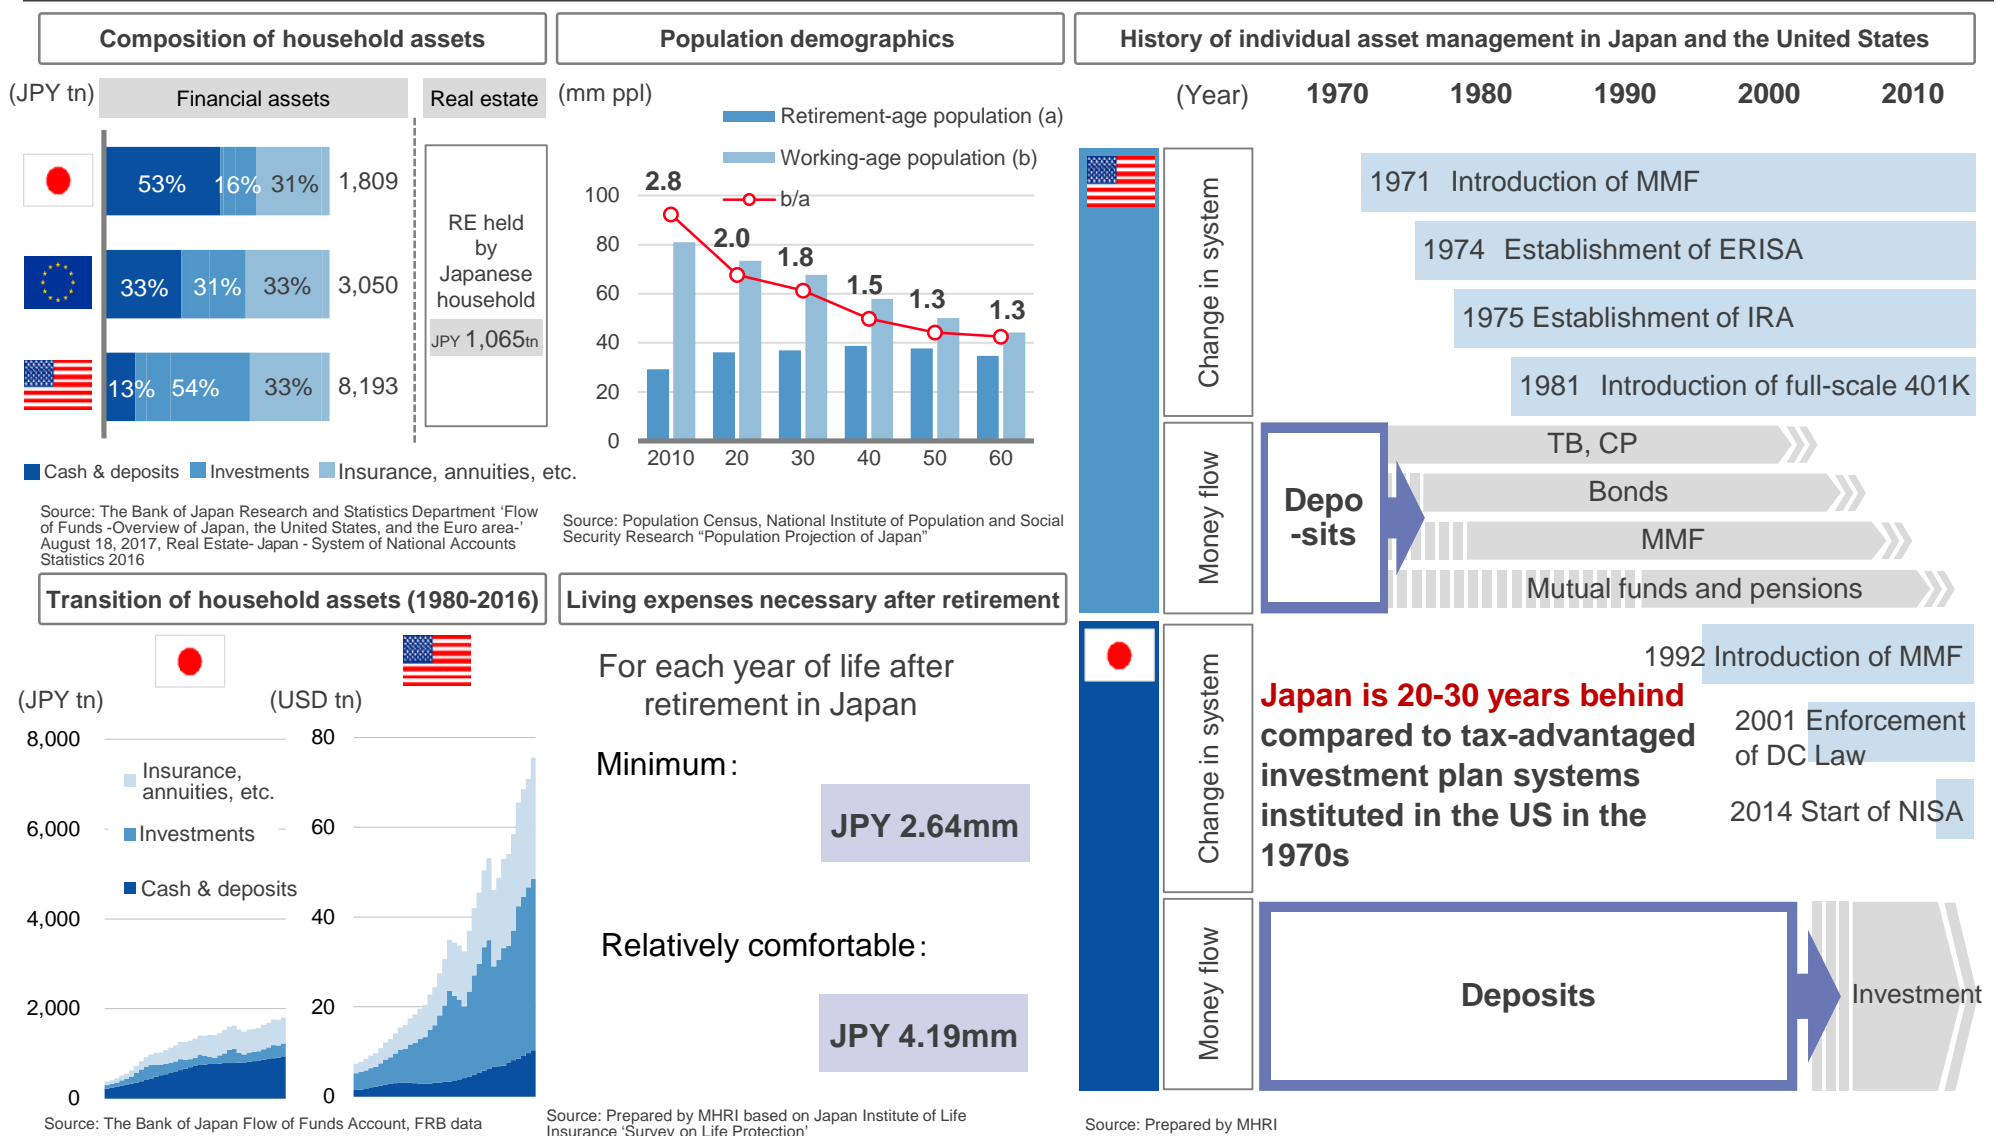 Composition of household assets
(JPY tn)
Financial assets
Real estate
53%
16%
31%
1,809
33%
31%
33%
3,050
13%
54%
33%
8,193
RE held
by
Japanese
household
JPY 1,065tn
Cash & deposits
Investments
Insurance, annuities, etc.
Source: The Bank of Japan Research and Statistics Department ‘Flow
of Funds -Overview of Japan, the United States, and the Euro area-’
August 18, 2017, Real Estate- Japan - System of National Accounts
Statistics 2016
Population demographics
(mm ppl)
Retirement-age population (a)
Working-age population (b)
b/a
100
80
60
40
20
0
2.8
2.0
1.8
1.5
1.3
1.3
2010
20
30
40
50
60
Source: Population Census, National Institute of Population and Social
Security Research “Population Projection of Japan”
Transition of household assets (1980-2016)
(JPY tn)
8,000
6,000
4,000
2,000
0
Insurance,
annuities, etc.
Investments
Cash & deposits
(USD tn)
80
60
40
20
0
Source: The Bank of Japan Flow of Funds Account, FRB data
Living expenses necessary after retirement
For each year of life after
retirement in Japan
Minimum：
JPY 2.64mm
Relatively comfortable：
JPY 4.19mm
Source: Prepared by MHRI based on Japan Institute of Life
Insurance ‘Survey on Life Protection’
History of individual asset management in Japan and the United States
(Year)
1970
1980
1990
2000
2010
Change in system
1971 Introduction of MMF
1974 Establishment of ERISA
1975 Establishment of IRA
1981 Introduction of full-scale 401K
Money flow
Depo
-sits
TB, CP
Bonds
MMF
Mutual funds and pensions
Change in system
Japan is 20-30 years behind
compared to tax-advantaged
investment plan systems
instituted in the US in the
1970s
1992 Introduction of MMF
2001 Enforcement
of DC Law
2014 Start of NISA
Money flow
Deposits
Investment
Source: Prepared by MHRI